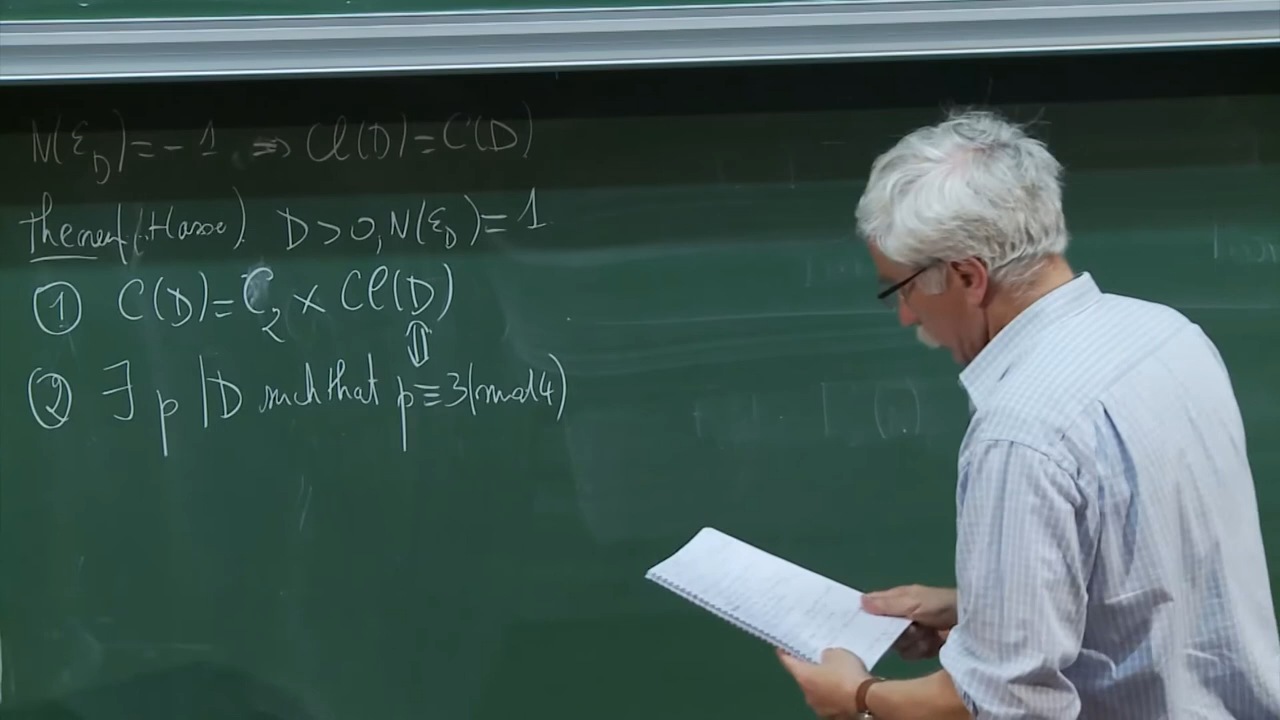 N(ε_D)=-1 ⇒ Cl(D)=C(D)
Theorem (Hasse) D>0, N(ε_D)=1
① C(D)=C_2 × Cl(D)
⇕
② ∃ p | D such that p≡3(mod 4)